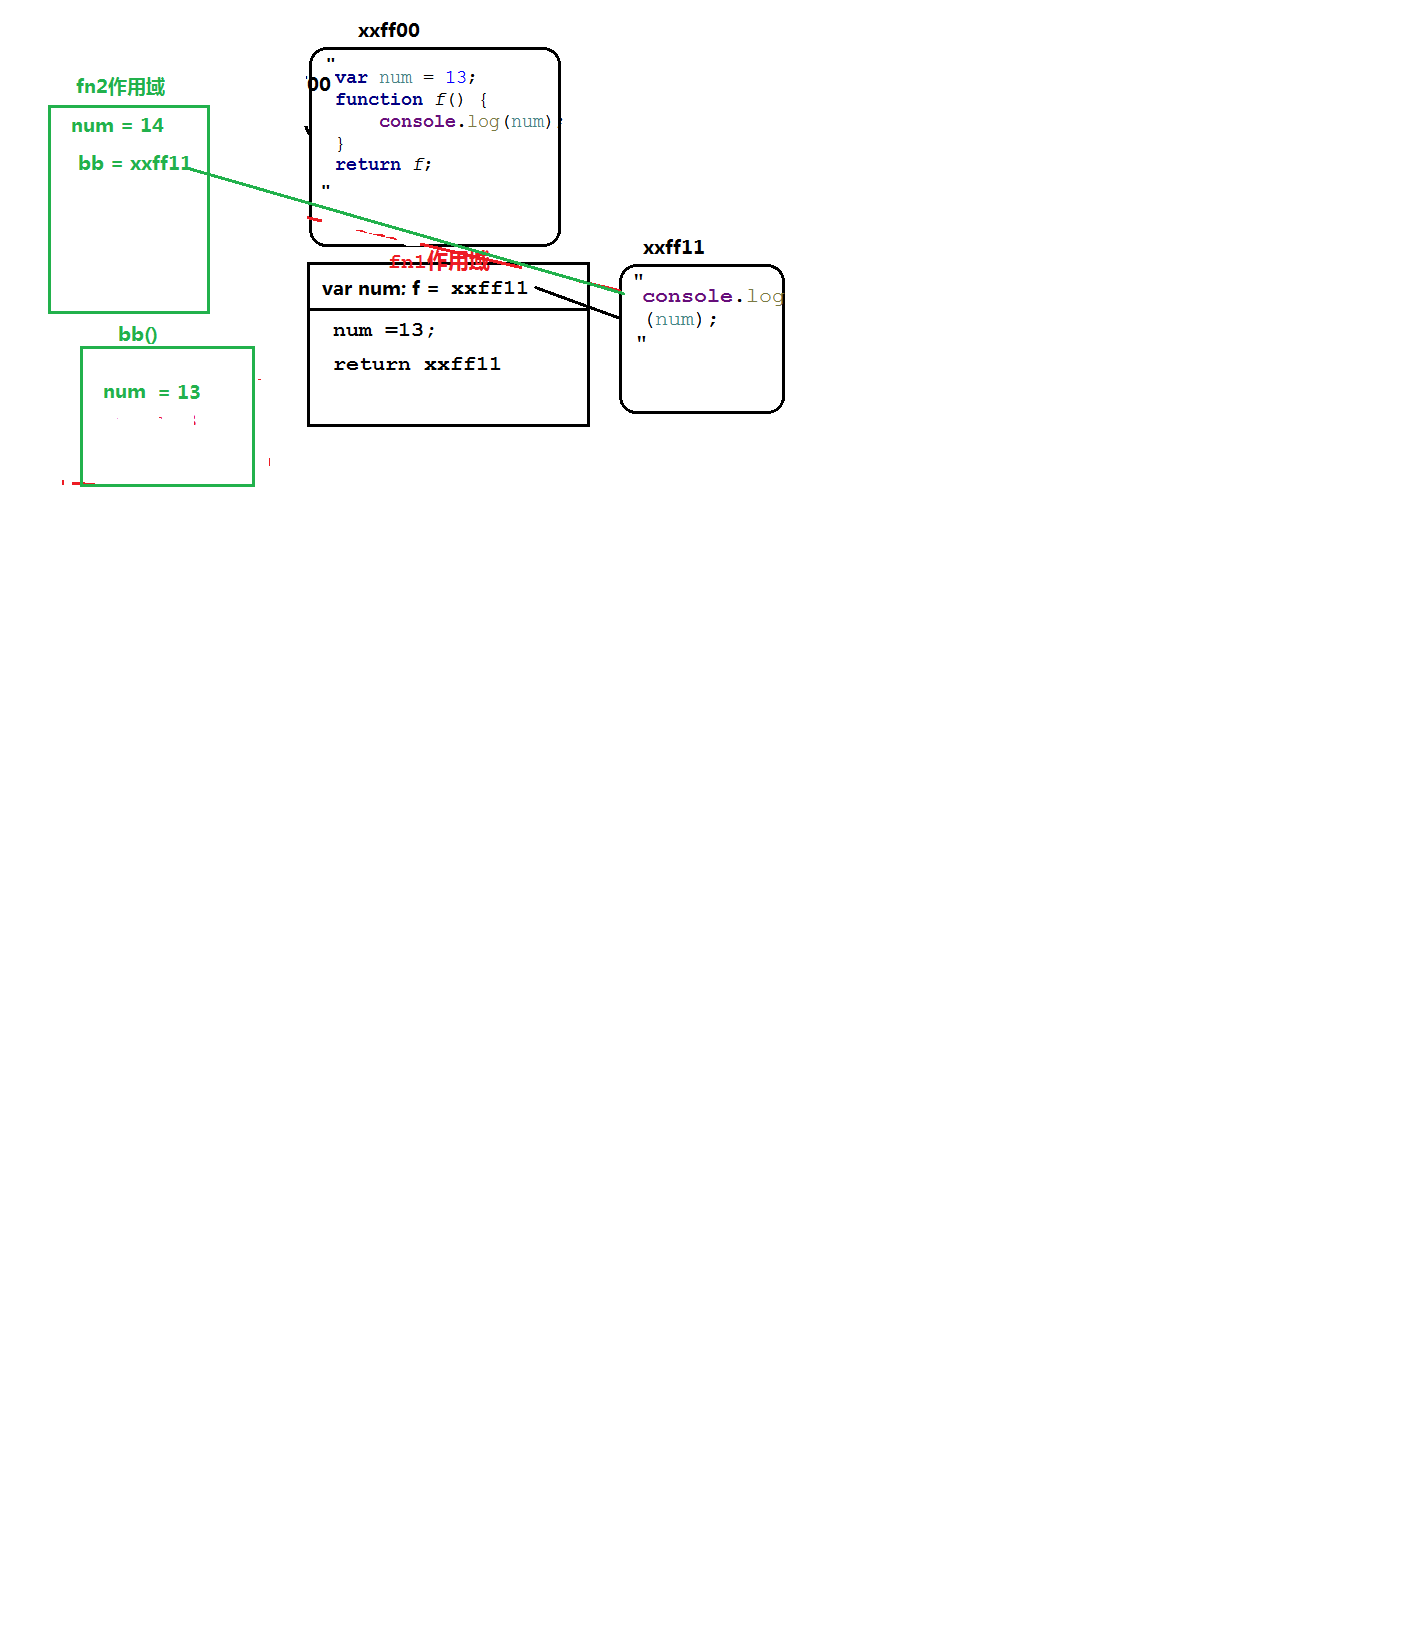 xxff00
"
00
var num = 13;
function f() {
console.log(num);
}
return f;
"
fn2作用域
num = 14
bb = xxff11
bb()
num = 13
fn1作用域
var num: f = xxff11
num =13;
return xxff11
xxff11
"
console.log
(num);
"